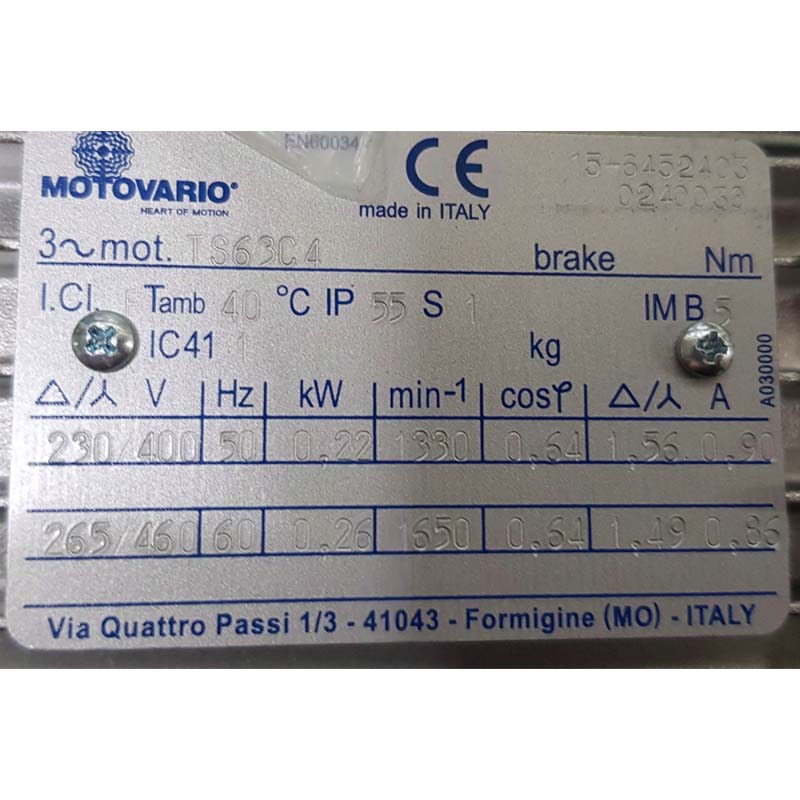 EN60034
MOTOVARIO®
HEART OF MOTION
CE
made in ITALY
15-6452403
0240033
3~mot. TS63C4 brake Nm
I.Cl. F Tamb 40 °C IP 55 S 1 IM B 5
IC41 1 kg
A030000
△/⅄ V Hz kW min-1 cosφ △/⅄ A
230/400 50 0,22 1330 0,64 1,56 0,90
265/460 60 0,26 1650 0,64 1,49 0,86
Via Quattro Passi 1/3 - 41043 - Formigine (MO) - ITALY